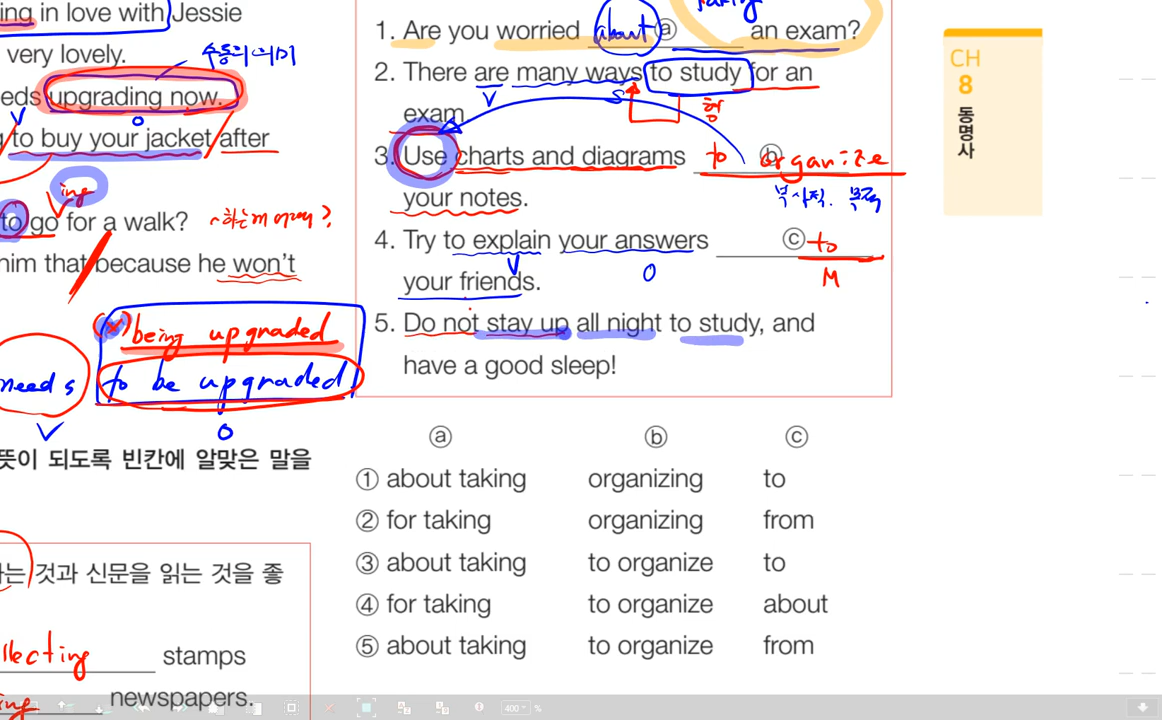 ing in love with Jessie
very lovely.
수동의 의미
eds upgrading now.
O
to buy your jacket after
ing
to go for a walk? ~하는게 어때?
him that because he won't
being upgraded
needs to be upgraded
V O
뜻이 되도록 빈칸에 알맞은 말을
는 것과 신문을 읽는 것을 좋
llecting stamps
ing newspapers.
taking
1. Are you worried about ⓐ an exam?
2. There are many ways to study for an
V S 형
exam
3. Use charts and diagrams ⓑ to organize
your notes. 부사적.
4. Try to explain your answers ⓒ to
V O M
your friends.
5. Do not stay up all night to study, and
have a good sleep!
ⓐ ⓑ ⓒ
① about taking organizing to
② for taking organizing from
③ about taking to organize to
④ for taking to organize about
⑤ about taking to organize from
CH
8
동명사
400 %